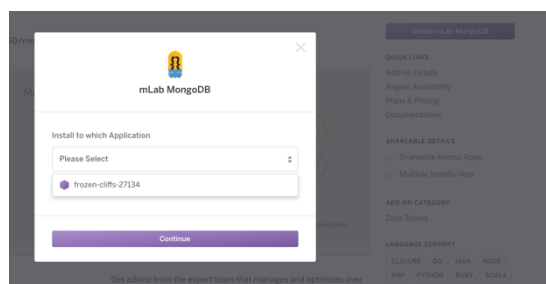 mLab MongoDB
Install to which Application
Please Select
frozen-cliffs-27134
Continue
Install mLab MongoDB
QUICK LINKS
Add-on Details
Region Availability
Plans & Pricing
Documentation
SHAREABLE DETAILS
Shareable Across Apps
Multiple Installs/App
ADD-ON CATEGORY
Data Stores
LANGUAGE SUPPORT
CLOJURE GO JAVA NODE
PHP PYTHON RUBY SCALA
Get advice from the expert team that manages and optimizes over